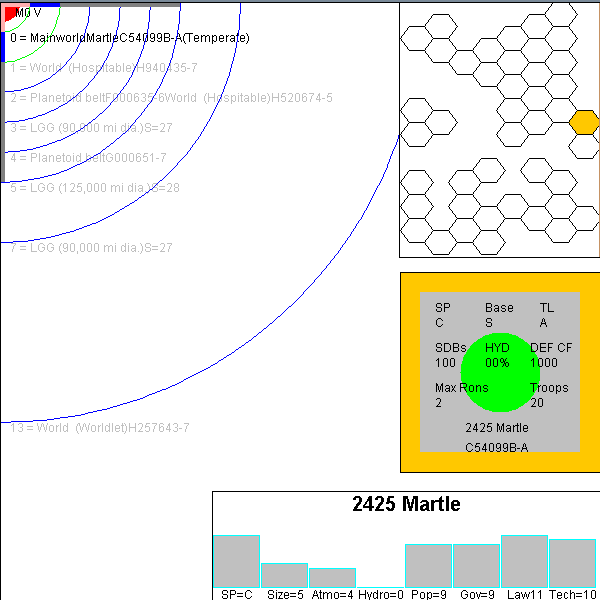 M0 V
0 = MainworldMartleC54099B-A(Temperate)
1 = World  (Hospitable)H940435-7
2 = Planetoid beltF000635-6World  (Hospitable)H520674-5
3 = LGG (90,000 mi dia.)S=27
4 = Planetoid beltG000651-7
5 = LGG (125,000 mi dia.)S=28
7 = LGG (90,000 mi dia.)S=27
13 = World  (Worldlet)H257643-7
SP Base TL
C S A
SDBs HYD DEF CF
100 00% 1000
Max Rons Troops
2 20
2425 Martle
C54099B-A
2425 Martle
SP=C Size=5 Atmo=4 Hydro=0 Pop=9 Gov=9 Law11 Tech=10